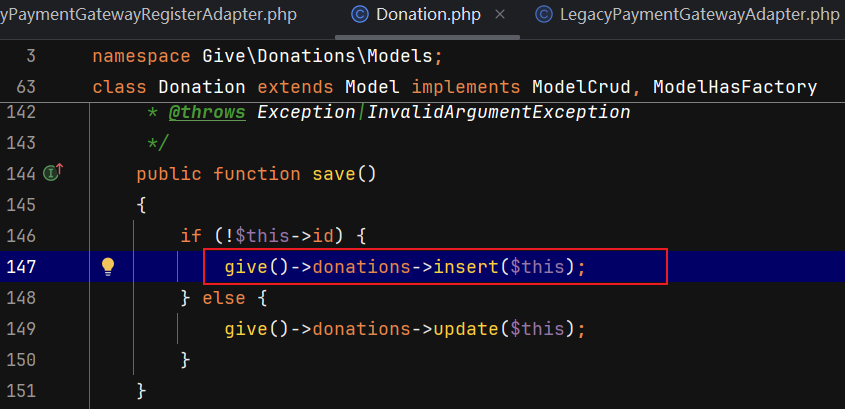 yPaymentGatewayRegisterAdapter.php Donation.php × LegacyPaymentGatewayAdapter.php
3 namespace Give\Donations\Models;
63 class Donation extends Model implements ModelCrud, ModelHasFactory
142 * @throws Exception|InvalidArgumentException
143 */
144 public function save()
145 {
146 if (!$this->id) {
147 give()->donations->insert($this);
148 } else {
149 give()->donations->update($this);
150 }
151 }